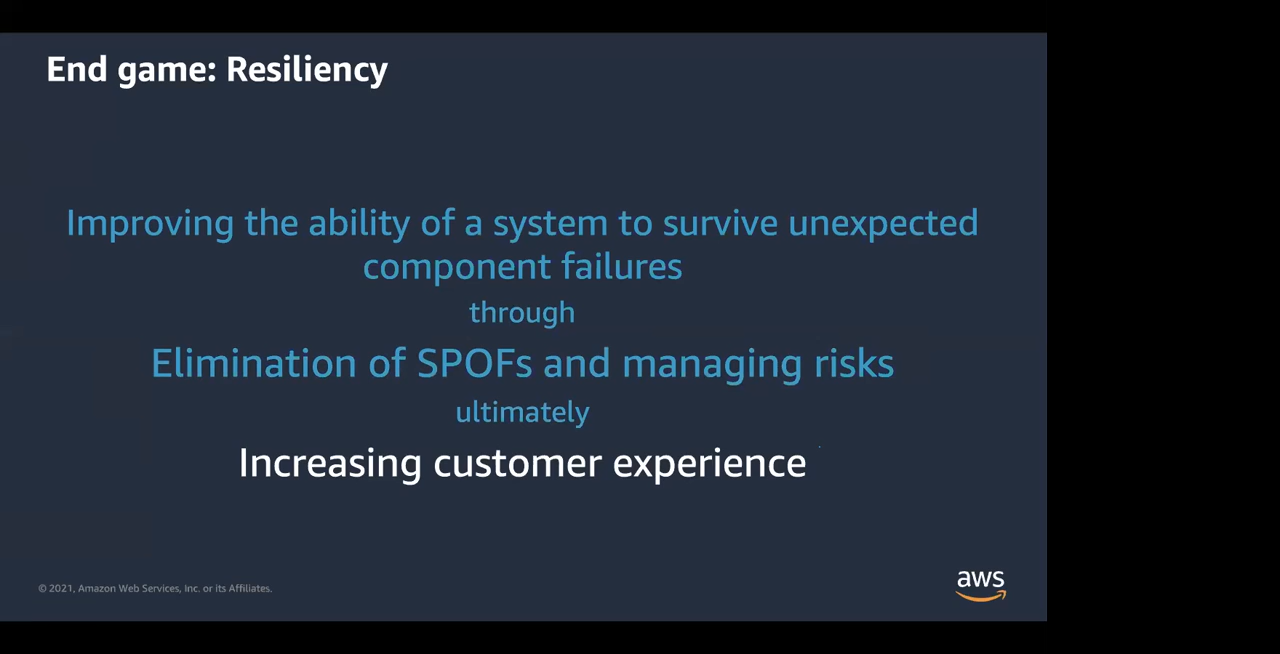 End game: Resiliency
Improving the ability of a system to survive unexpected
component failures
through
Elimination of SPOFs and managing risks
ultimately
Increasing customer experience
© 2021, Amazon Web Services, Inc. or its Affiliates.
aws